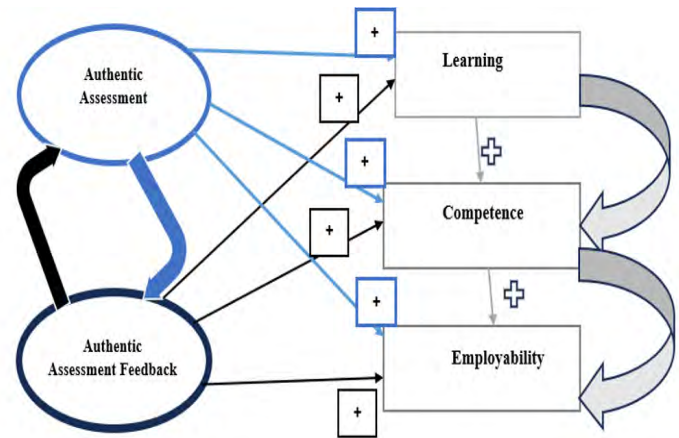 Authentic
Assessment
+
Learning
+
+
Competence
+
+
Authentic
Assessment Feedback
Employability
+